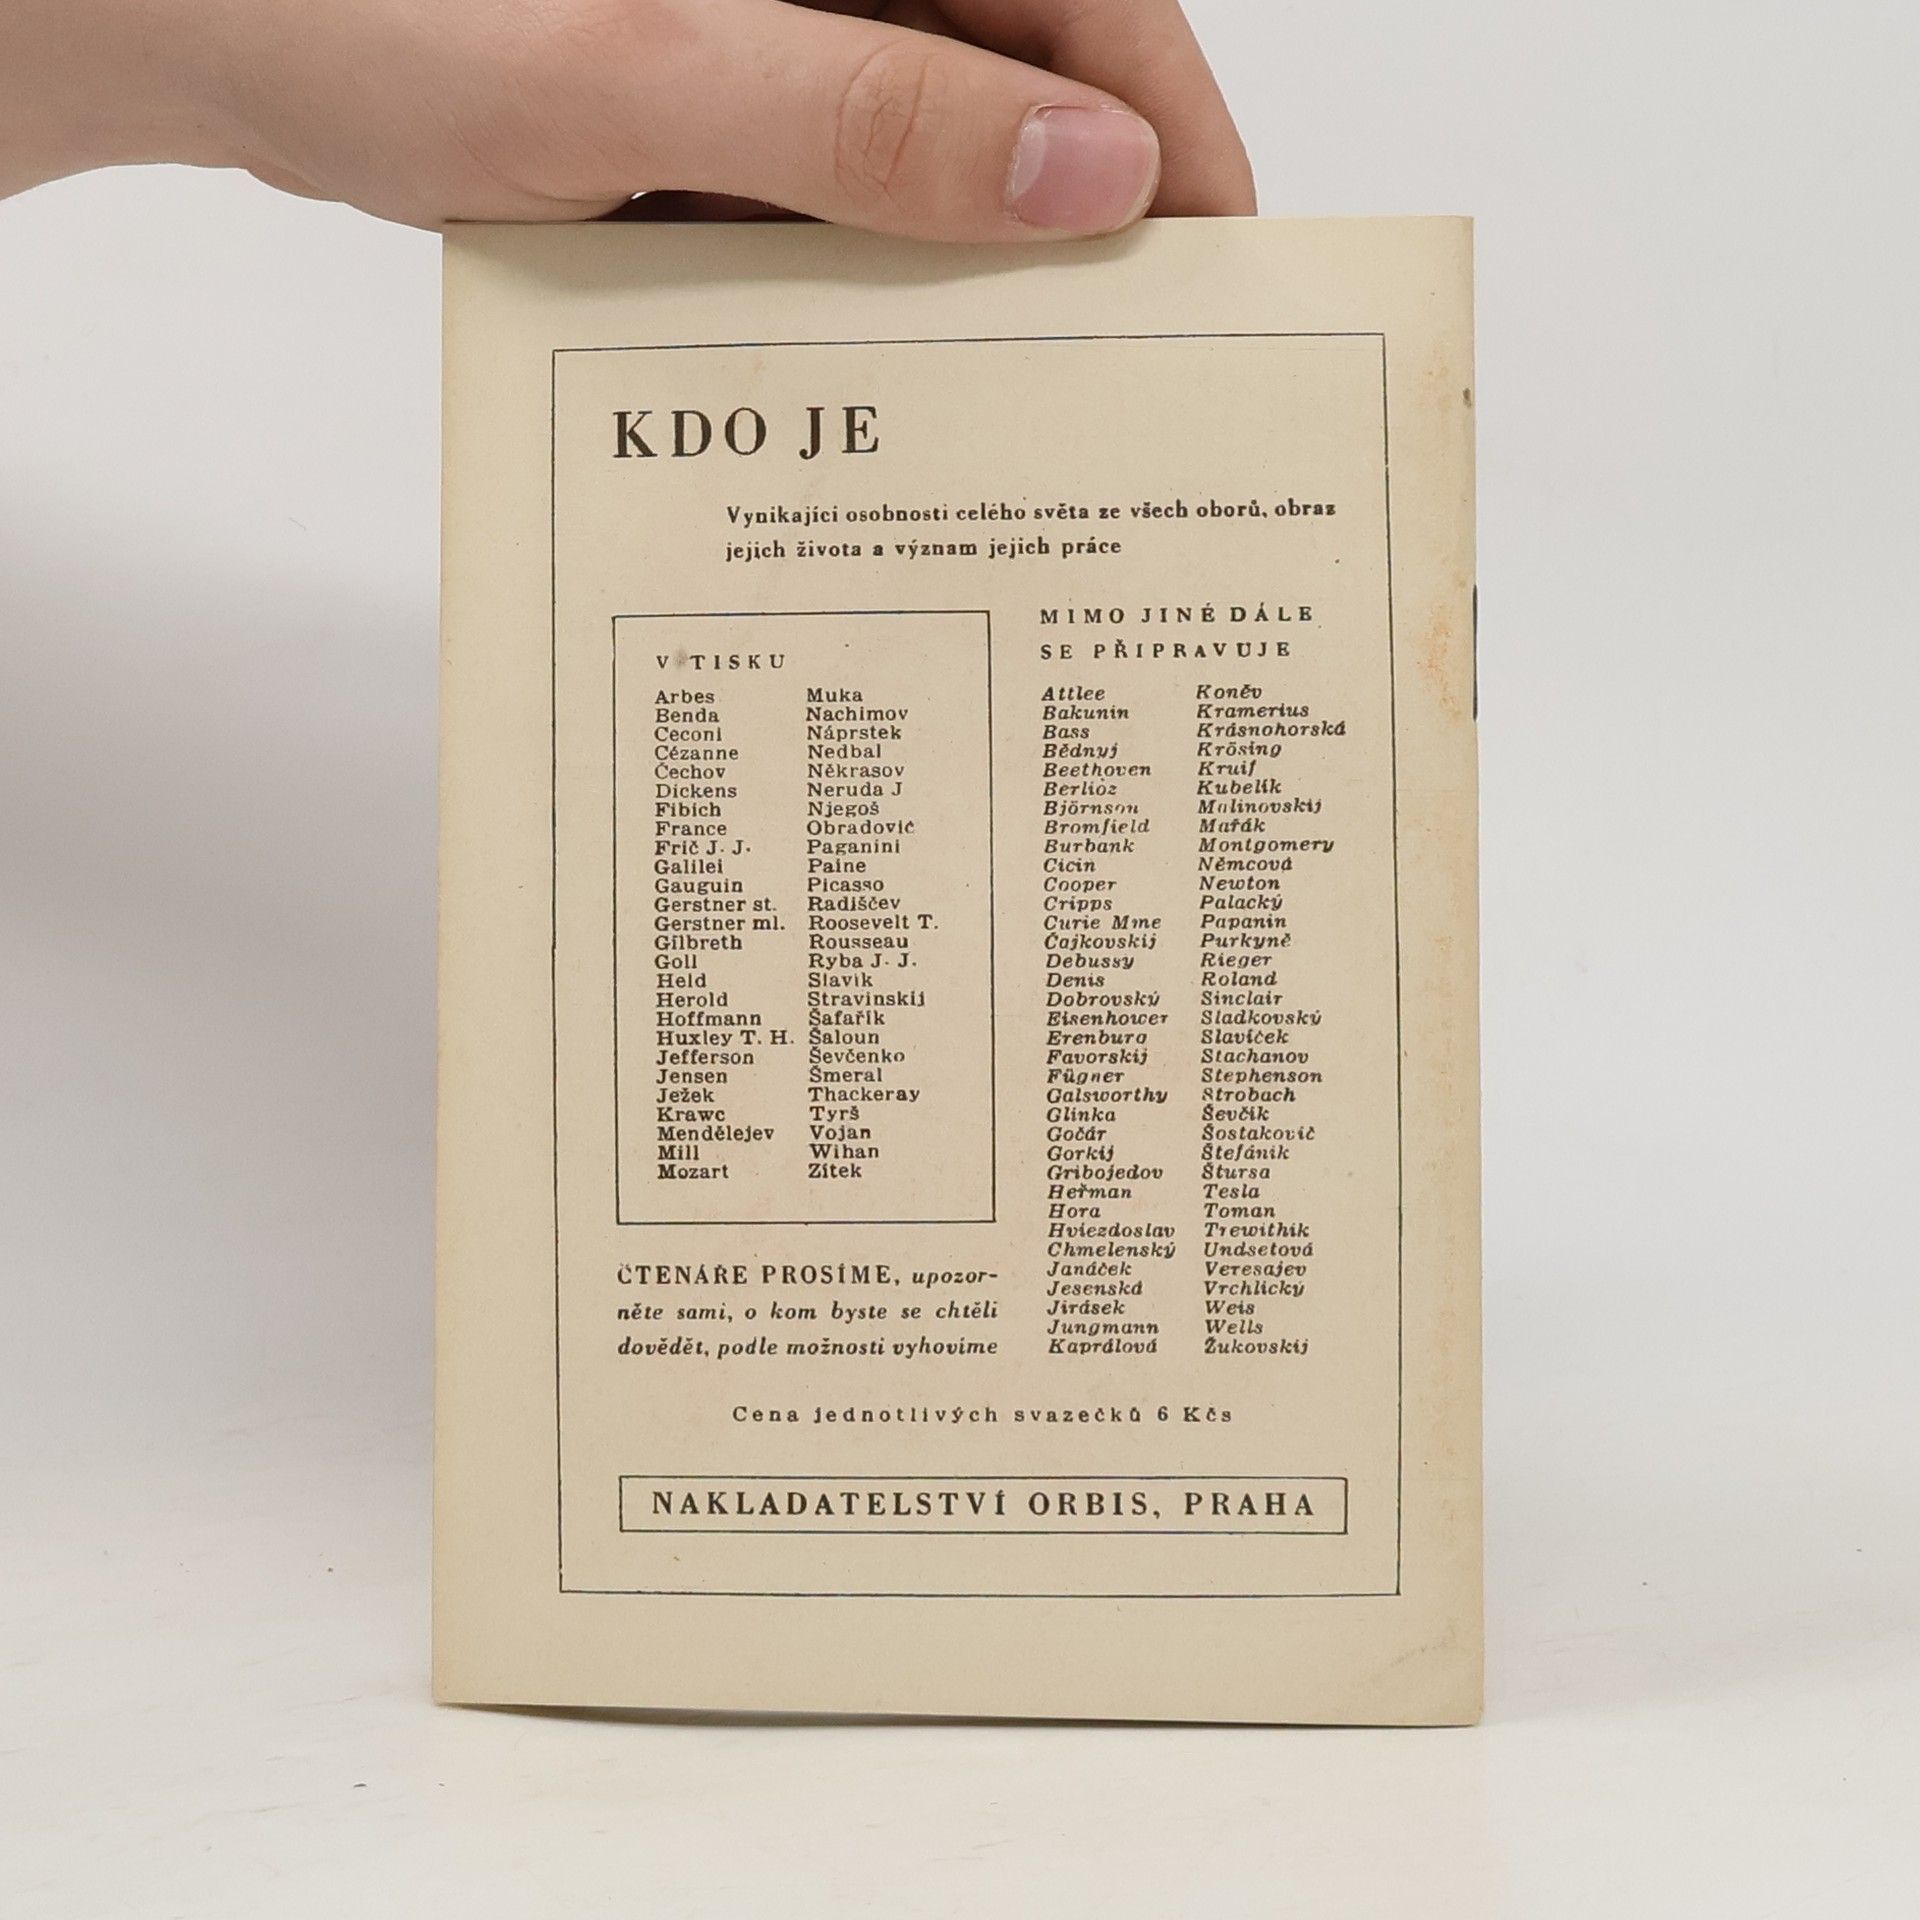 KDO JE
Vynikající osobnosti celého světa ze všech oborů, obraz
jejich života a význam jejich práce
V TISKU
Arbes
Benda
Ceconi
Cézanne
Čechov
Dickens
Fibich
France
Frič J. J.
Galilei
Gauguin
Gerstner st.
Gerstner ml.
Gilbreth
Goll
Held
Herold
Hoffmann
Huxley T. H.
Jefferson
Jensen
Ježek
Krawc
Mendělejev
Mill
Mozart
Muka
Nachimov
Náprstek
Nedbal
Někrasov
Neruda J
Njegoš
Obradovič
Paganini
Paine
Picasso
Radiščev
Roosevelt T.
Rousseau
Ryba J. J.
Slavík
Stravinskij
Šafařík
Šaloun
Ševčenko
Šmeral
Thackeray
Tyrš
Vojan
Wihan
Zítek
ČTENÁŘE PROSÍME, upozor-
něte sami, o kom byste se chtěli
dovědět, podle možnosti vyhovíme
MIMO JINÉ DÁLE
SE PŘIPRAVUJE
Attlee
Bakunin
Bass
Bědnyj
Beethoven
Berlioz
Björnson
Bromfield
Burbank
Cicin
Cooper
Cripps
Curie Mme
Čajkovskij
Debussy
Denis
Dobrovský
Eisenhower
Erenburg
Favorskij
Fügner
Galsworthy
Glinka
Gočár
Gorkij
Gribojedov
Heřman
Hora
Hviezdoslav
Chmelenský
Janáček
Jesenská
Jirásek
Jungmann
Kaprálová
Koněv
Kramerius
Krásnohorská
Krösing
Kruif
Kubelík
Malinovskij
Mařák
Montgomery
Němcová
Newton
Palacký
Papanin
Purkyně
Rieger
Roland
Sinclair
Sladkovský
Slavíček
Stachanov
Stephenson
Strobach
Ševčík
Šostakovič
Štefánik
Štursa
Tesla
Toman
Trewithik
Undsetová
Veresajev
Vrchlický
Weis
Wells
Žukovskij
Cena jednotlivých svazečků 6 Kčs
NAKLADATELSTVÍ ORBIS, PRAHA